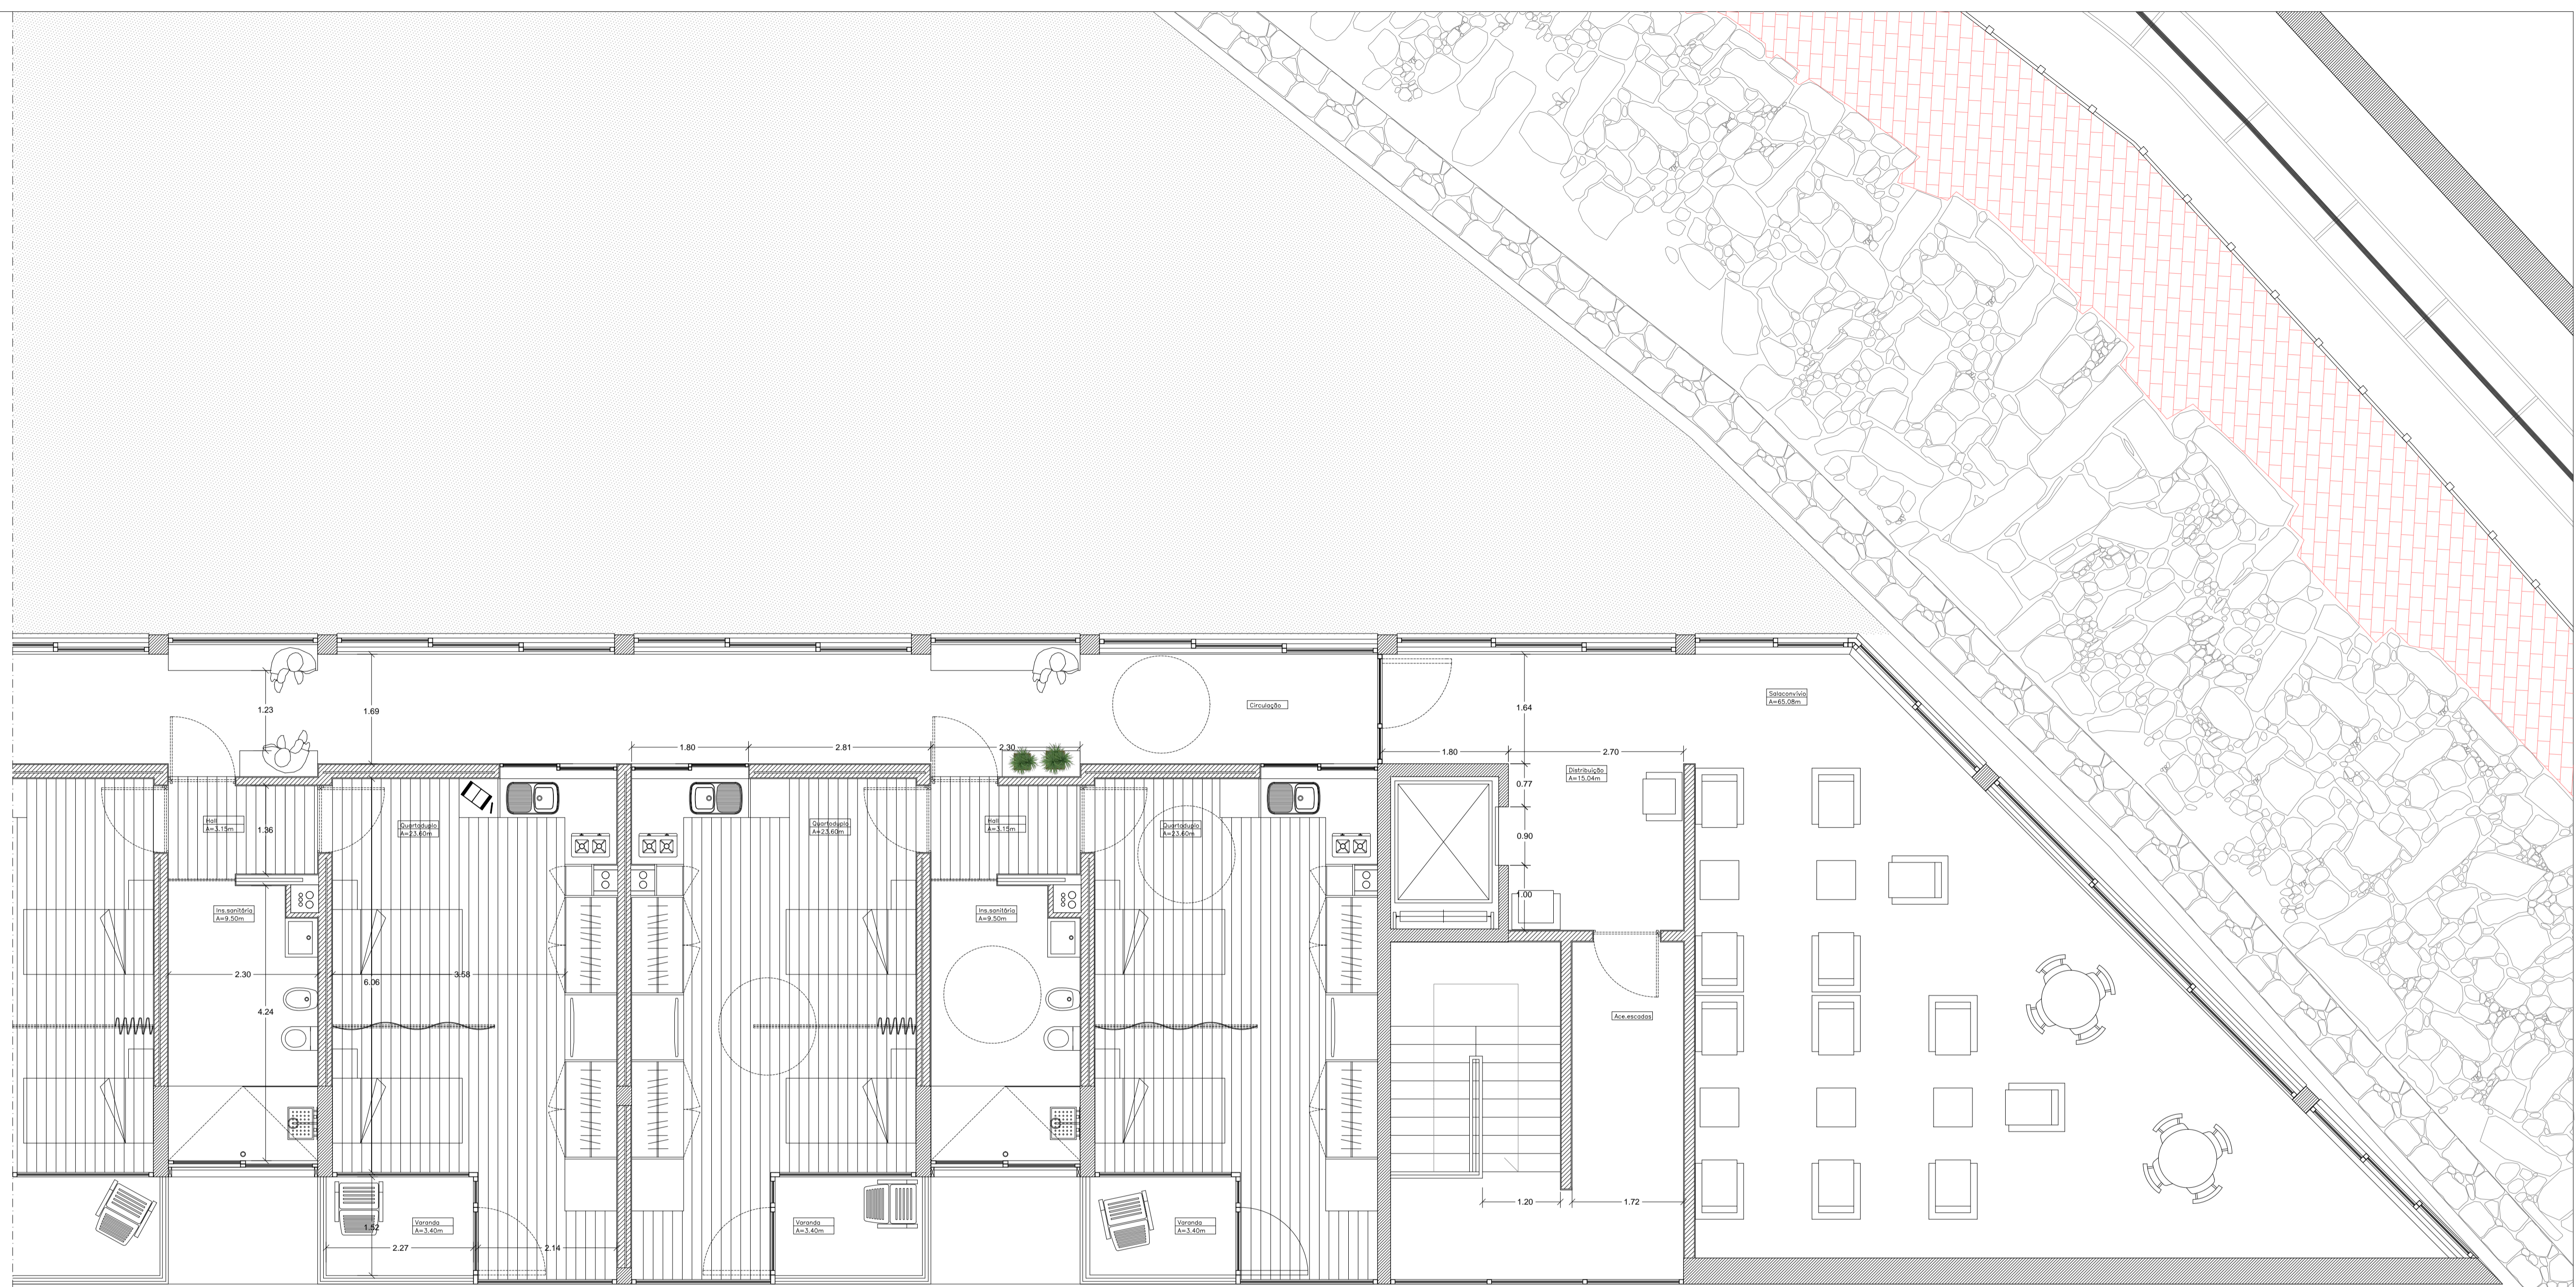 Salaconvívio
A=65.08m
Circulação
1.23
1.69
1.64
1.80
2.81
2.30
1.80
2.70
Distribuição
A=15.04m
0.77
Hall
A=3.15m
1.36
Quartoduplo
A=23.60m
Quartoduplo
A=23.60m
Hall
A=3.15m
Quartoduplo
A=23.60m
0.90
1.00
Ins.sanitária
A=9.50m
Ins.sanitária
A=9.50m
2.30
3.58
6.06
4.24
Ace.escadas
1.20
1.72
1.52
Varanda
A=3.40m
Varanda
A=3.40m
Varanda
A=3.40m
2.27
2.14